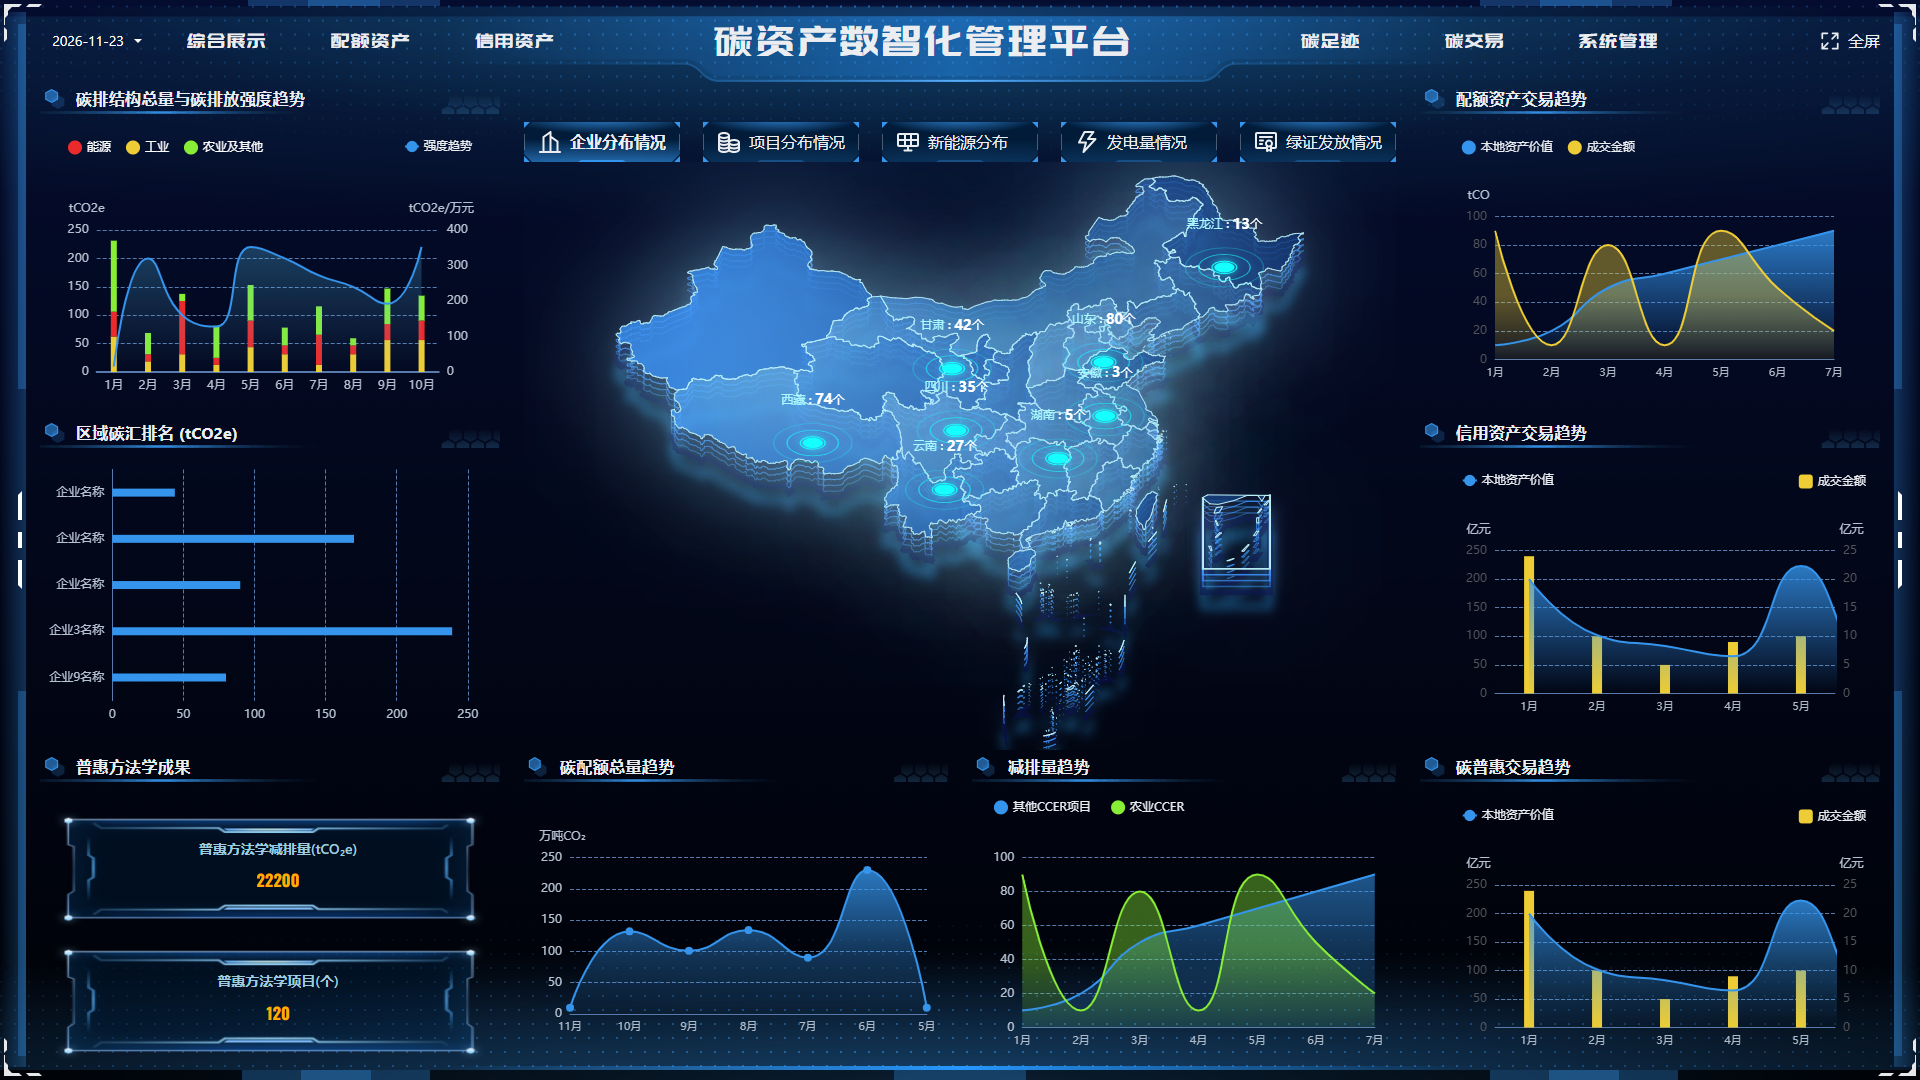 2026-11-23
综合展示
配额资产
信用资产
碳资产数智化管理平台
碳足迹
碳交易
系统管理
全屏
碳排结构总量与碳排放强度趋势
能源 工业 农业及其他 强度趋势
tCO2e tCO2e/万元
250 400
200 300
150 200
100 100
50
0 0
1月 2月 3月 4月 5月 6月 7月 8月 9月 10月
区域碳汇排名 (tCO2e)
企业名称
企业名称
企业名称
企业3名称
企业9名称
0 50 100 150 200 250
普惠方法学成果
普惠方法学减排量(tCO₂e)
22200
普惠方法学项目(个)
120
企业分布情况
项目分布情况
新能源分布
发电量情况
绿证发放情况
黑龙江 : 13个
甘肃 : 42个
山东 : 80个
四川 : 35个
安徽 : 3个
西藏 : 74个
湖南 : 5个
云南 : 27个
碳配额总量趋势
万吨CO₂
250
200
150
100
50
0
11月 10月 9月 8月 7月 6月 5月
减排量趋势
其他CCER项目 农业CCER
100
80
60
40
20
0
1月 2月 3月 4月 5月 6月 7月
配额资产交易趋势
本地资产价值 成交金额
tCO
100
80
60
40
20
0
1月 2月 3月 4月 5月 6月 7月
信用资产交易趋势
本地资产价值 成交金额
亿元 亿元
250 25
200 20
150 15
100 10
50 5
0 0
1月 2月 3月 4月 5月
碳普惠交易趋势
本地资产价值 成交金额
亿元 亿元
250 25
200 20
150 15
100 10
50 5
0 0
1月 2月 3月 4月 5月